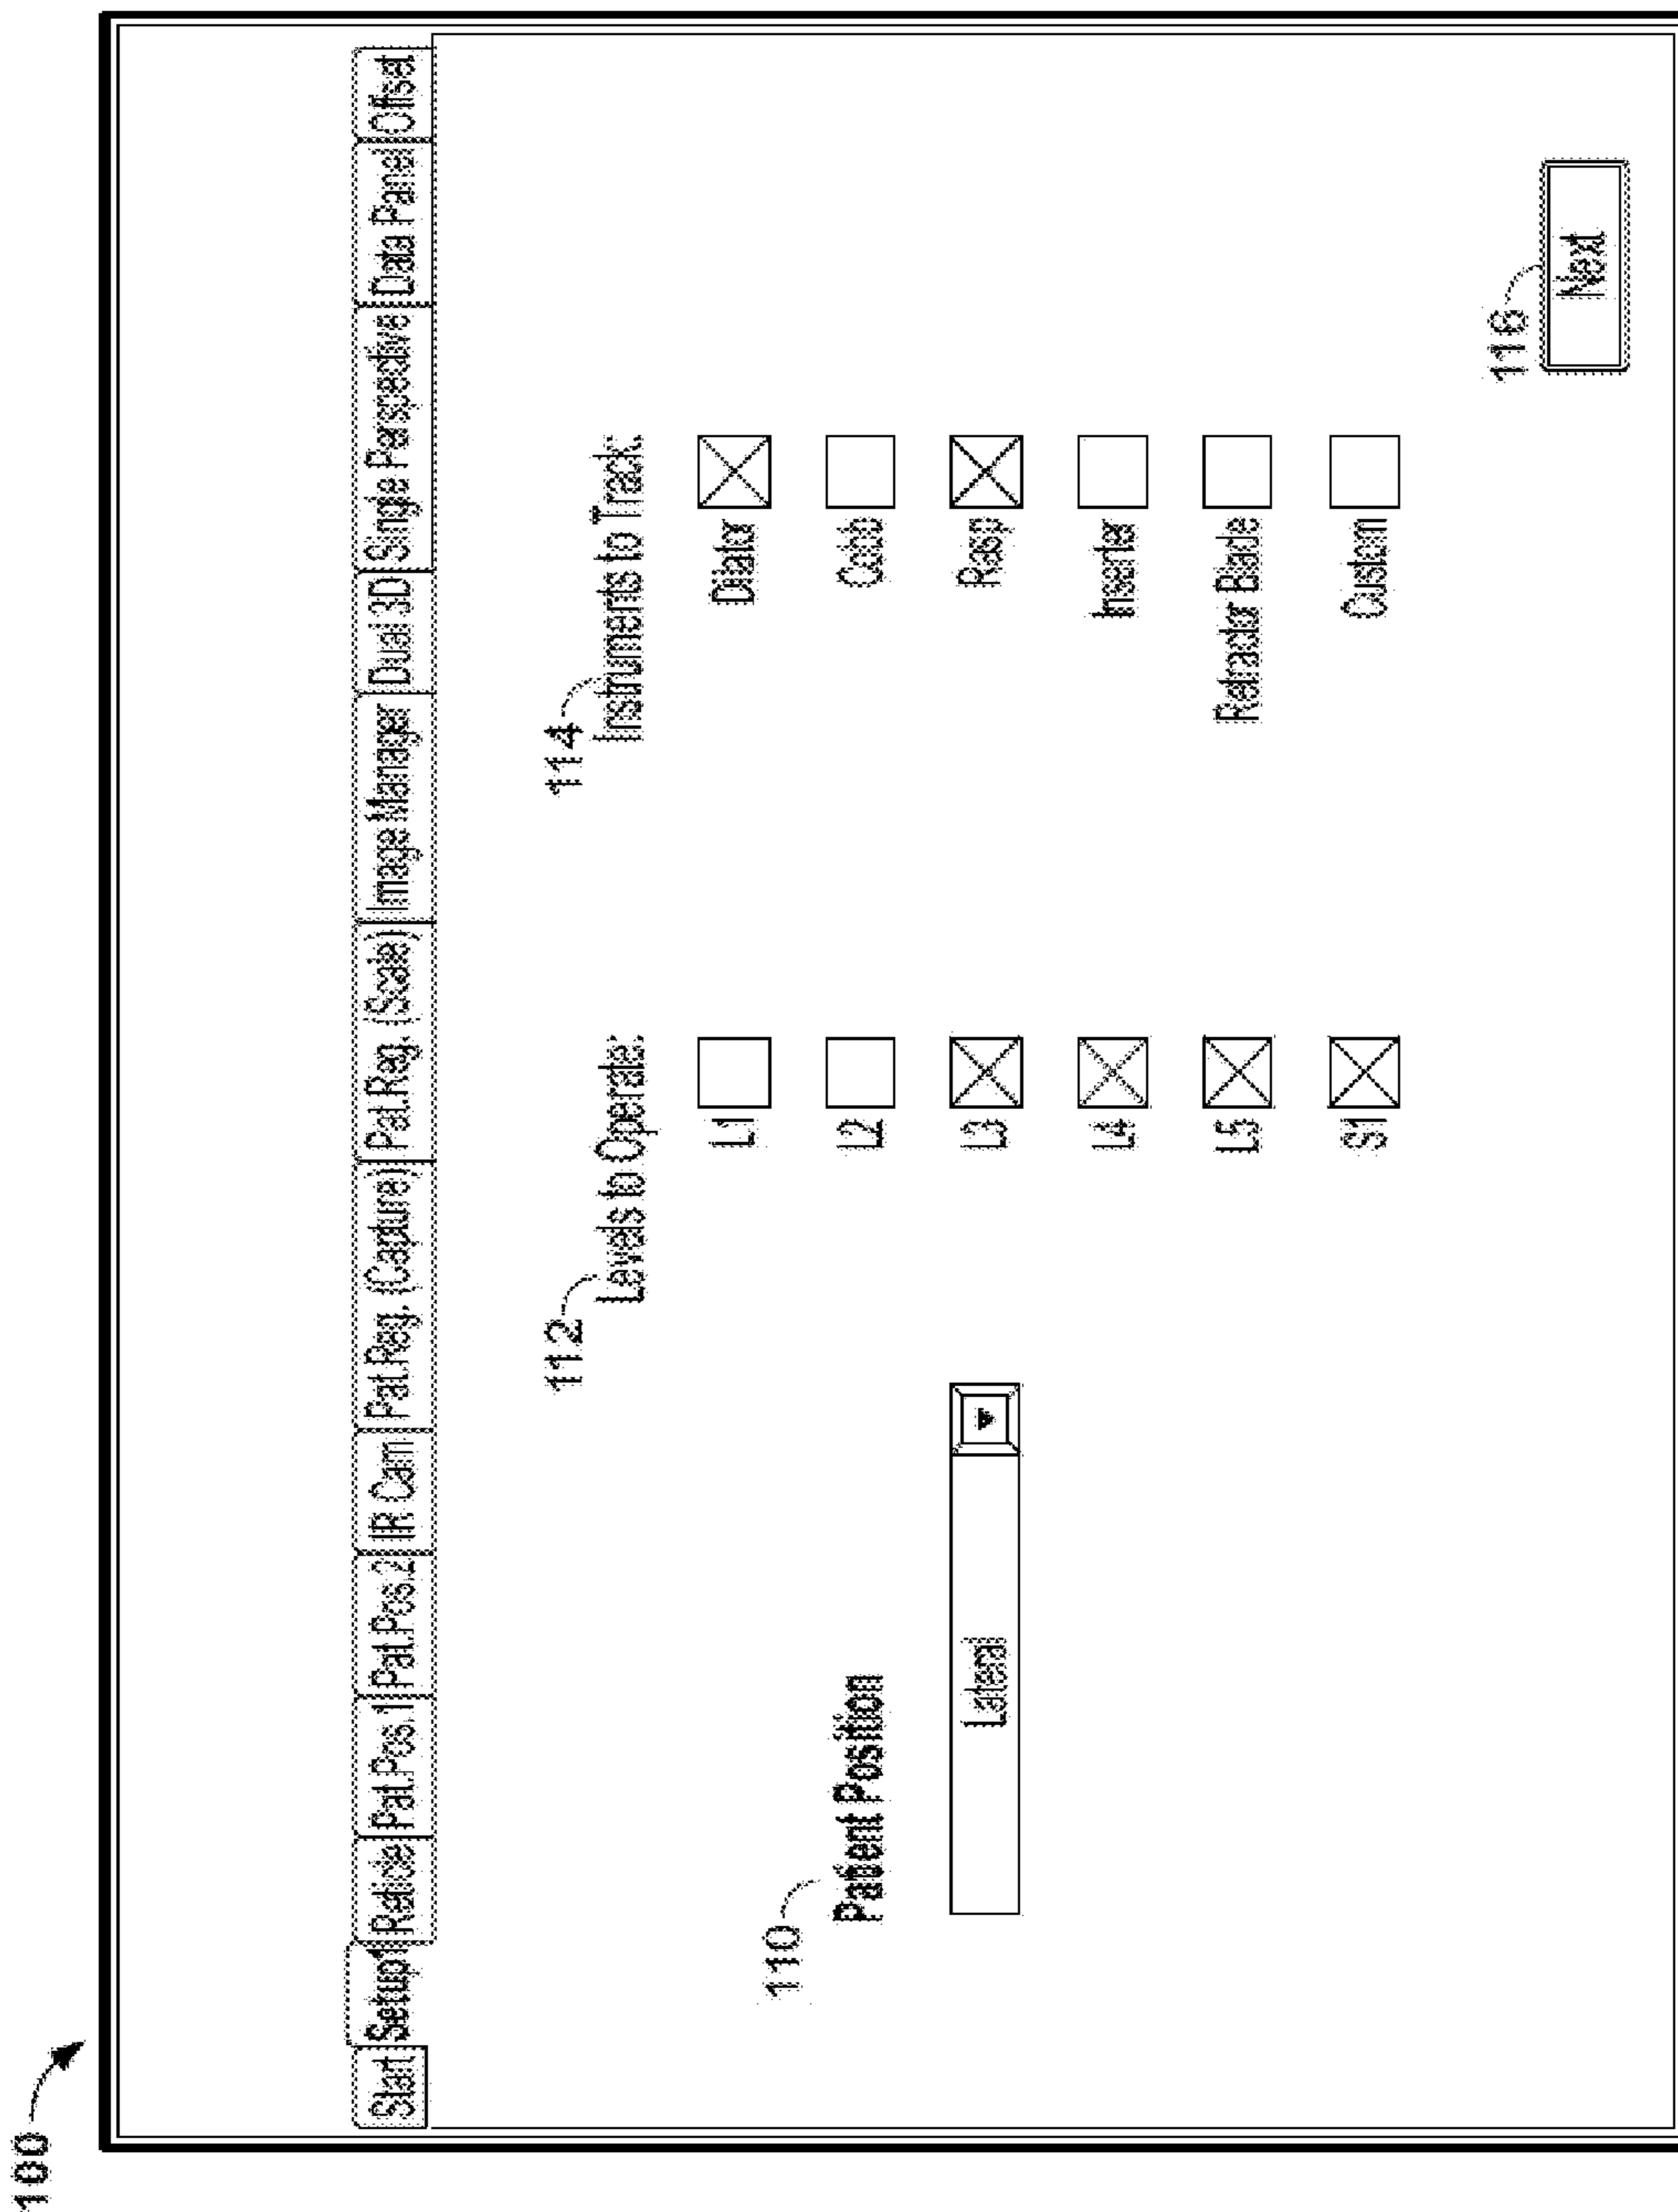 100
Start Setup1 Reticle Pat.Pos.1 Pat.Pos.2 IR Cam Pat.Reg. (Capture) Pat.Reg. (Scale) Image Manager Dual 3D Single Perspective Data Panel Offset
112
Levels to Operate:
114
Instruments to Track:
L1
Dilator
110
Patient Position
L2
Cobb
Lateral
L3
Rasp
L4
Inserter
L5
Retractor Blade
S1
Custom
116
Next